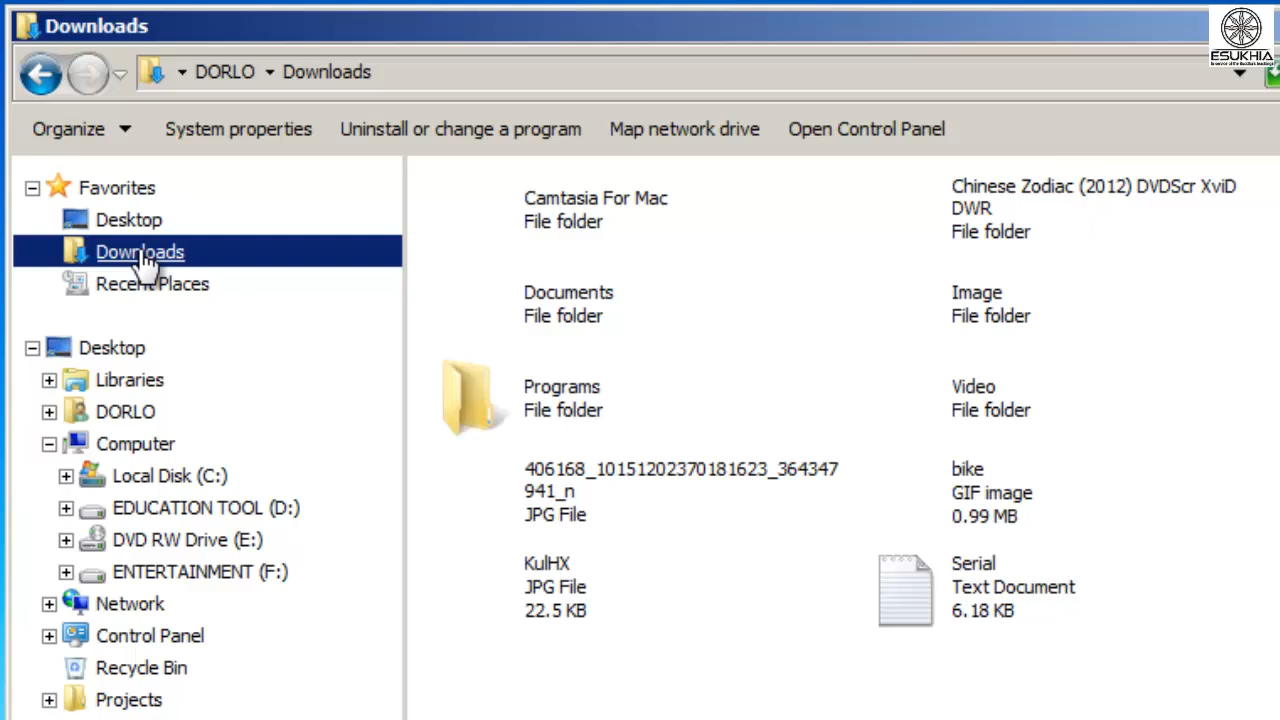 Downloads
ESUKHIA
DORLO
Downloads
Organize
System properties
Uninstall or change a program
Map network drive
Open Control Panel
Favorites
Desktop
Downloads
Recent Places
Desktop
Libraries
DORLO
Computer
Local Disk (C:)
EDUCATION TOOL (D:)
DVD RW Drive (E:)
ENTERTAINMENT (F:)
Network
Control Panel
Recycle Bin
Projects
Camtasia For Mac
File folder
Chinese Zodiac (2012) DVDScr XviD
DWR
File folder
Documents
File folder
Image
File folder
Programs
File folder
Video
File folder
406168_10151202370181623_364347
941_n
JPG File
bike
GIF image
0.99 MB
KulHX
JPG File
22.5 KB
Serial
Text Document
6.18 KB